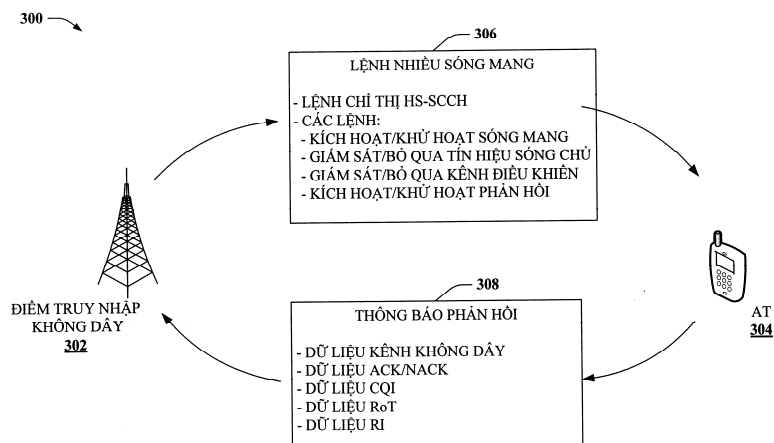 300
306
LỆNH NHIỀU SÓNG MANG
- LỆNH CHỈ THỊ HS-SCCH
- CÁC LỆNH:
- KÍCH HOẠT/KHỬ HOẠT SÓNG MANG
- GIÁM SÁT/BỎ QUA TÍN HIỆU SÓNG CHỦ
- GIÁM SÁT/BỎ QUA KÊNH ĐIỀU KHIỂN
- KÍCH HOẠT/KHỬ HOẠT PHẢN HỒI
ĐIỂM TRUY NHẬP
KHÔNG DÂY
302
AT
304
308
THÔNG BÁO PHẢN HỒI
- DỮ LIỆU KÊNH KHÔNG DÂY
- DỮ LIỆU ACK/NACK
- DỮ LIỆU CQI
- DỮ LIỆU RoT
- DỮ LIỆU RI